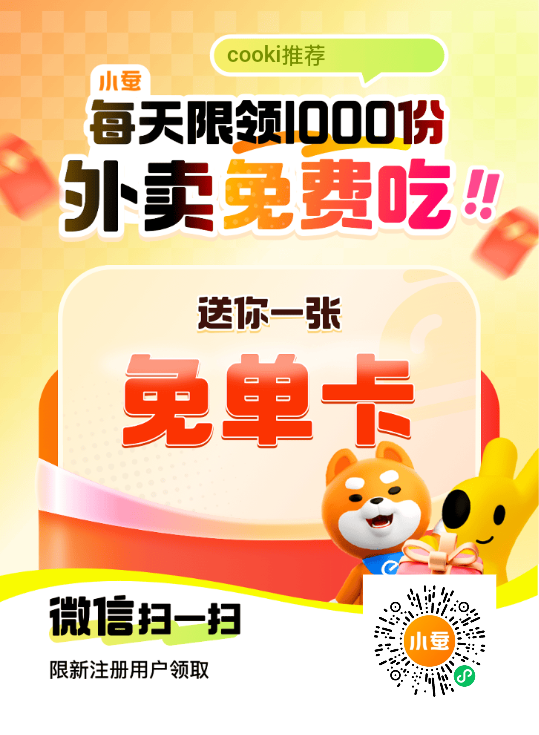 cooki推荐
小蚕
每天限领1000份
外卖免费吃!!
送你一张
免单卡
微信扫一扫
限新注册用户领取
小蚕